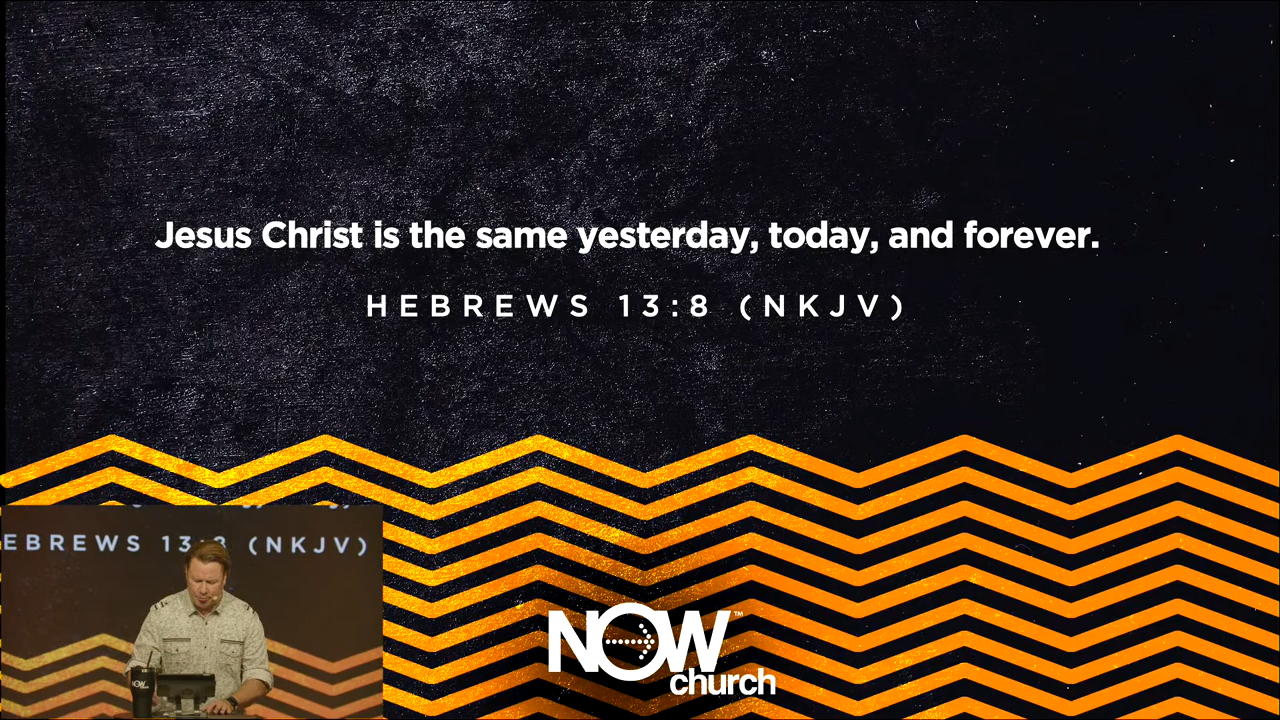 Jesus Christ is the same yesterday, today, and forever.
HEBREWS 13:8 (NKJV)
EBREWS 13:8 (NKJV)
NOW
NOW™
church